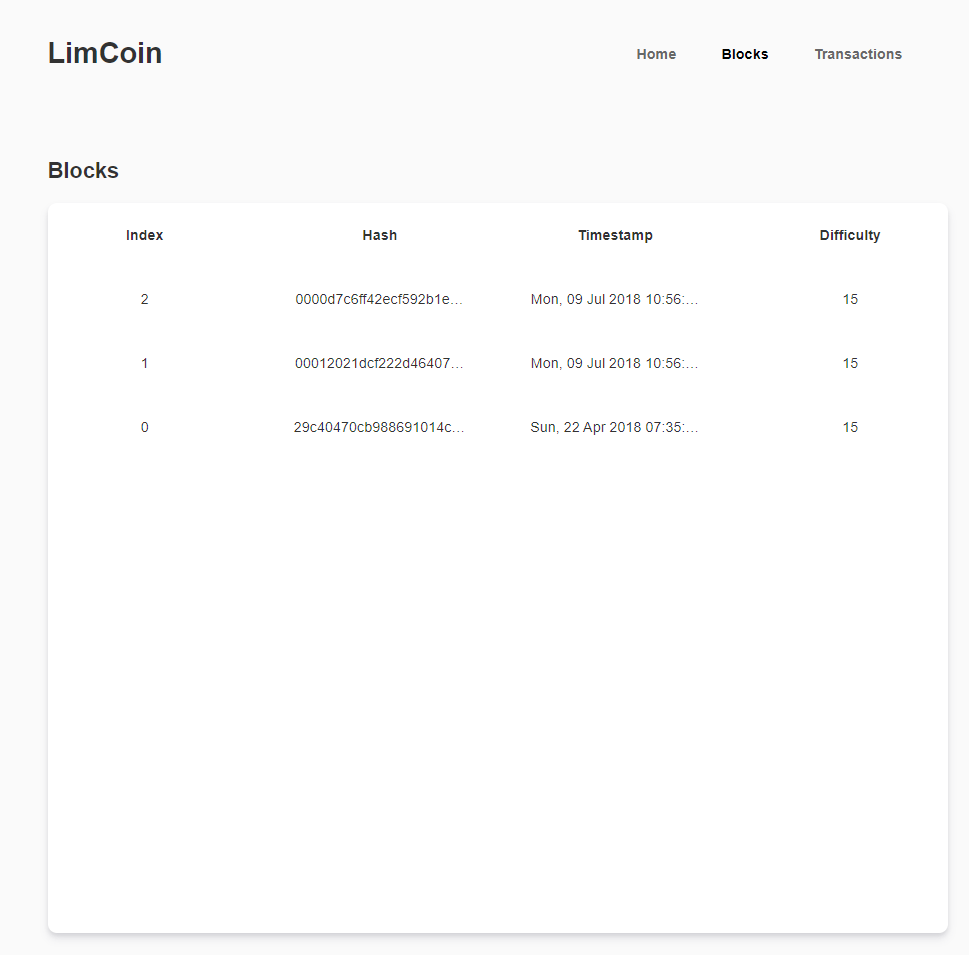 LimCoin
Home Blocks Transactions
Blocks
Index Hash Timestamp Difficulty
2 0000d7c6ff42ecf592b1e... Mon, 09 Jul 2018 10:56:... 15
1 00012021dcf222d46407... Mon, 09 Jul 2018 10:56:... 15
0 29c40470cb988691014c... Sun, 22 Apr 2018 07:35:... 15